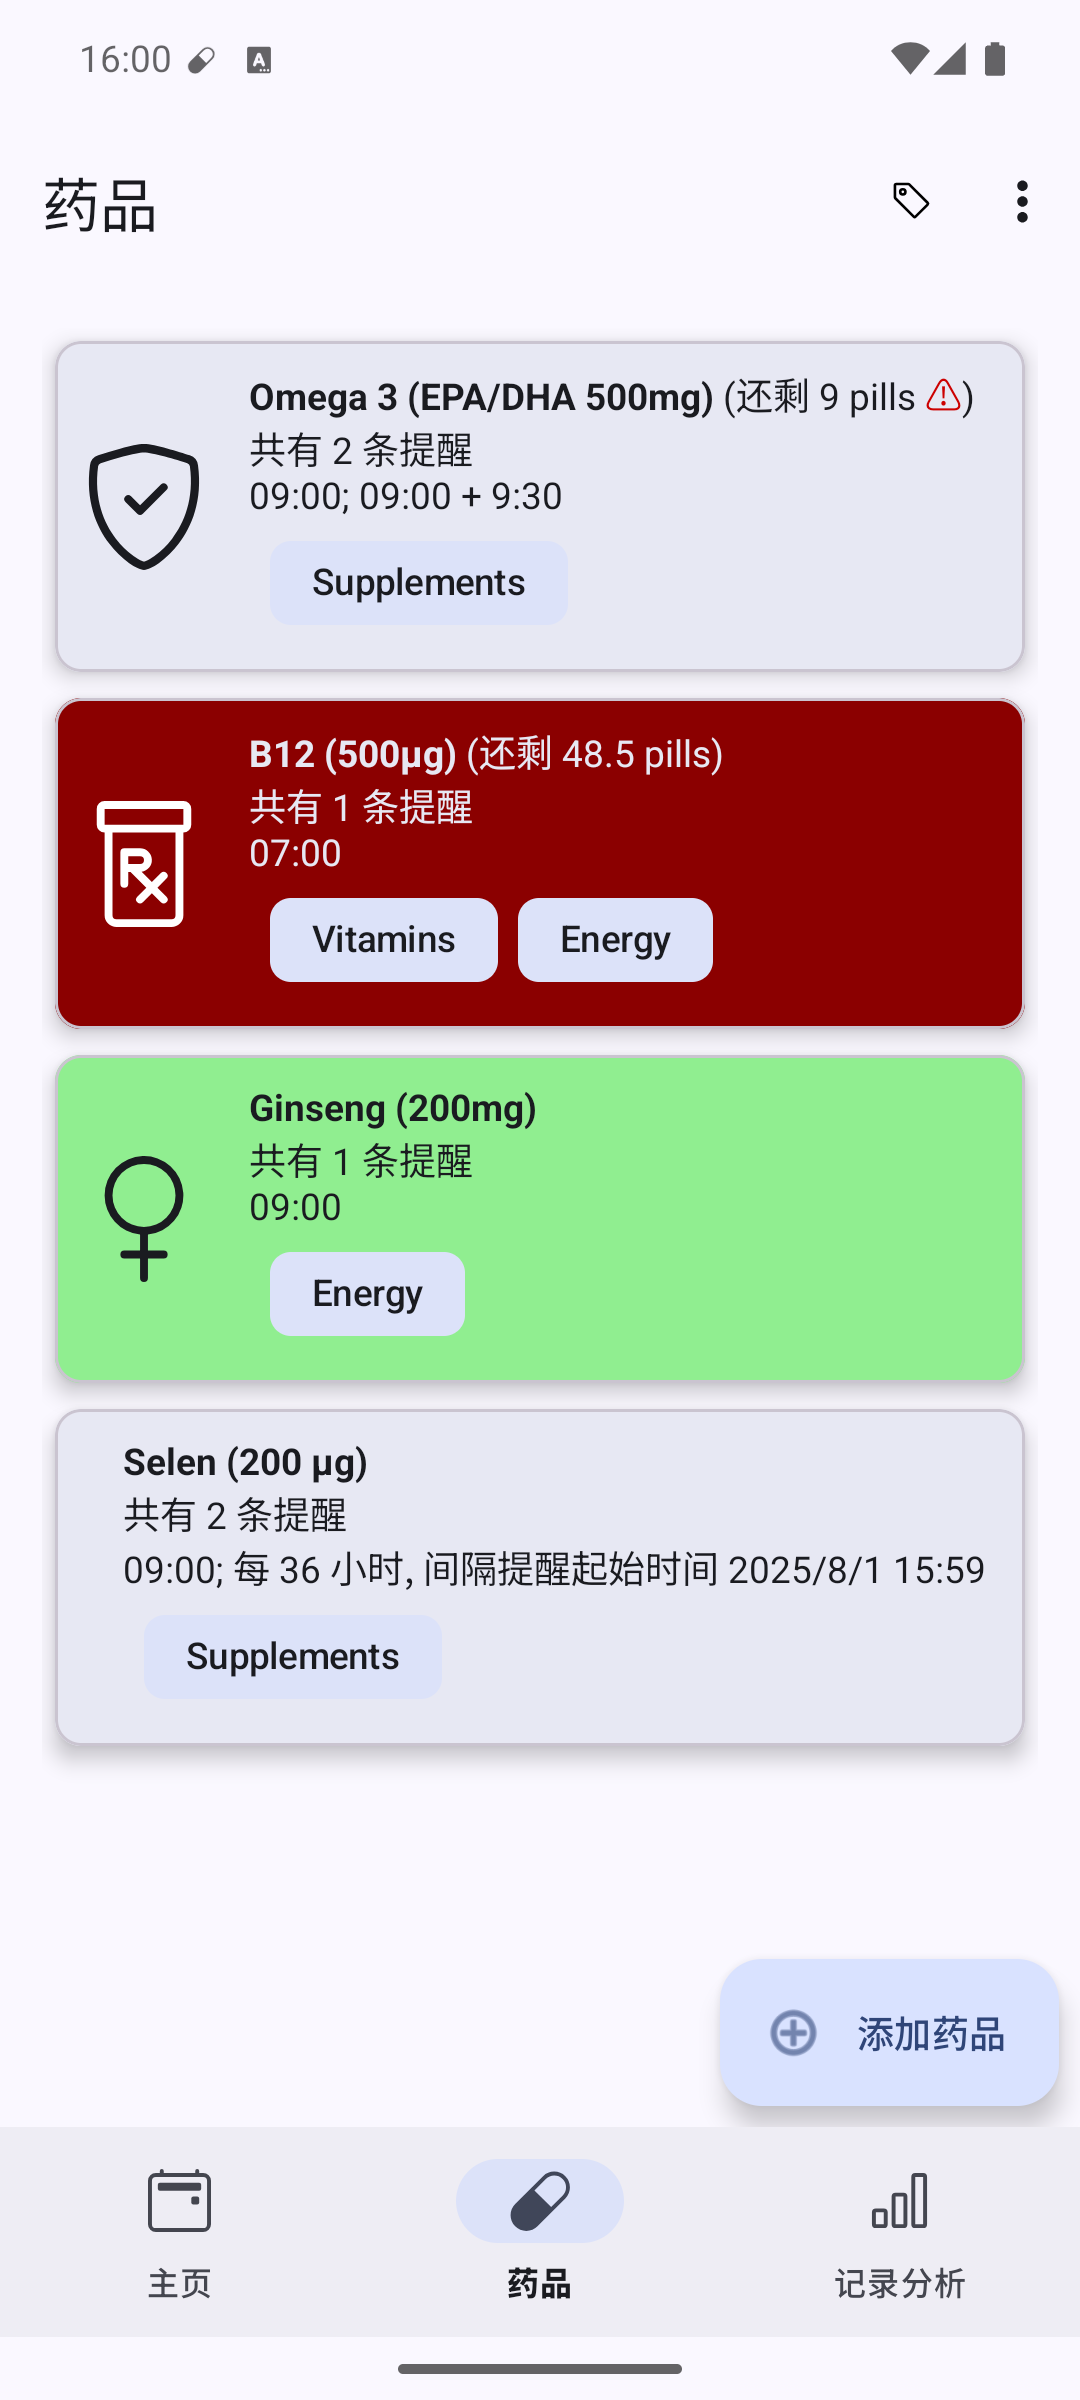 16:00
药品
Omega 3 (EPA/DHA 500mg) (还剩 9 pills ⚠)
共有 2 条提醒
09:00; 09:00 + 9:30
Supplements
B12 (500µg) (还剩 48.5 pills)
共有 1 条提醒
07:00
Vitamins Energy
Ginseng (200mg)
共有 1 条提醒
09:00
Energy
Selen (200 µg)
共有 2 条提醒
09:00; 每 36 小时, 间隔提醒起始时间 2025/8/1 15:59
Supplements
添加药品
主页 药品 记录分析